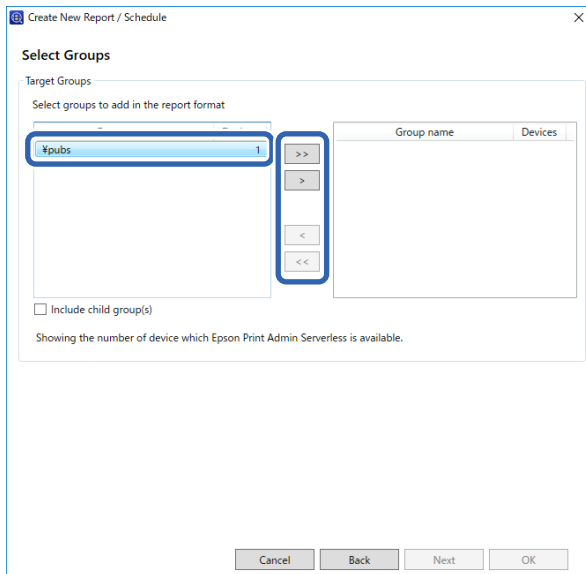 Create New Report / Schedule
Select Groups
Target Groups
Select groups to add in the report format
Group name Devices
¥pubs 1
>>
>
<
<<
Include child group(s)
Showing the number of device which Epson Print Admin Serverless is available.
Cancel Back Next OK